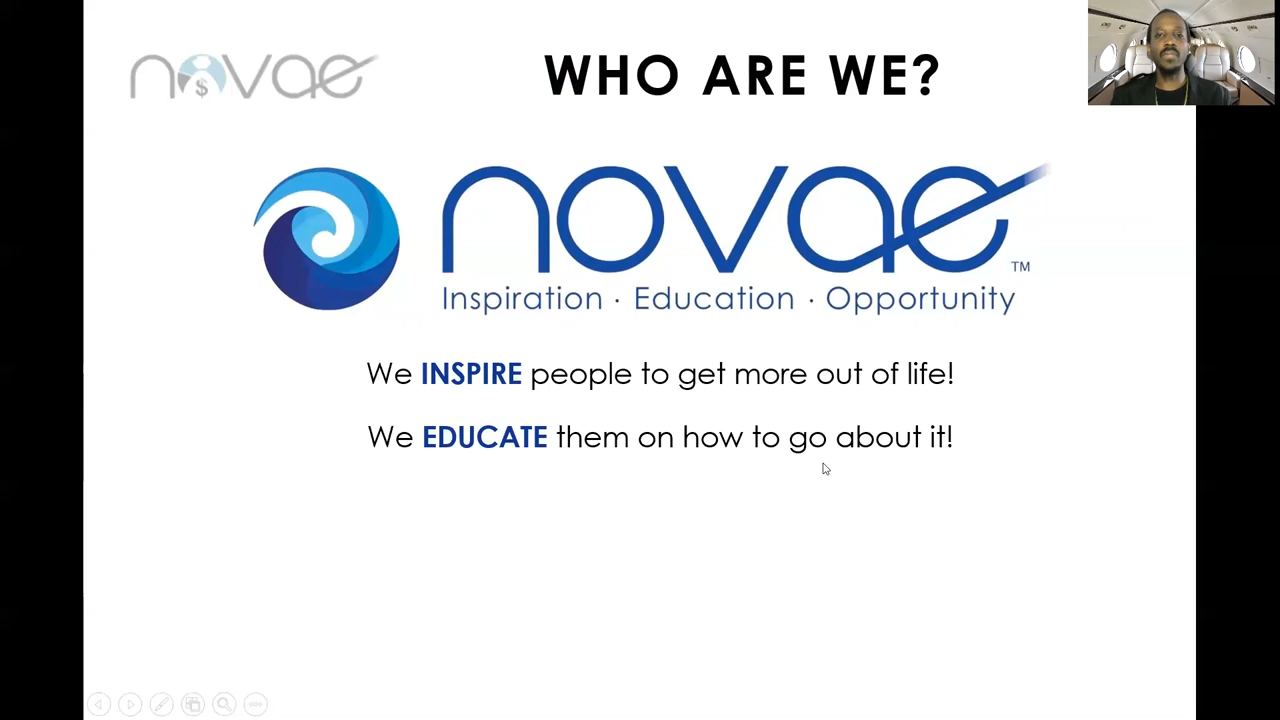 novae
$
WHO ARE WE?
novae
TM
Inspiration · Education · Opportunity
We INSPIRE people to get more out of life!
We EDUCATE them on how to go about it!